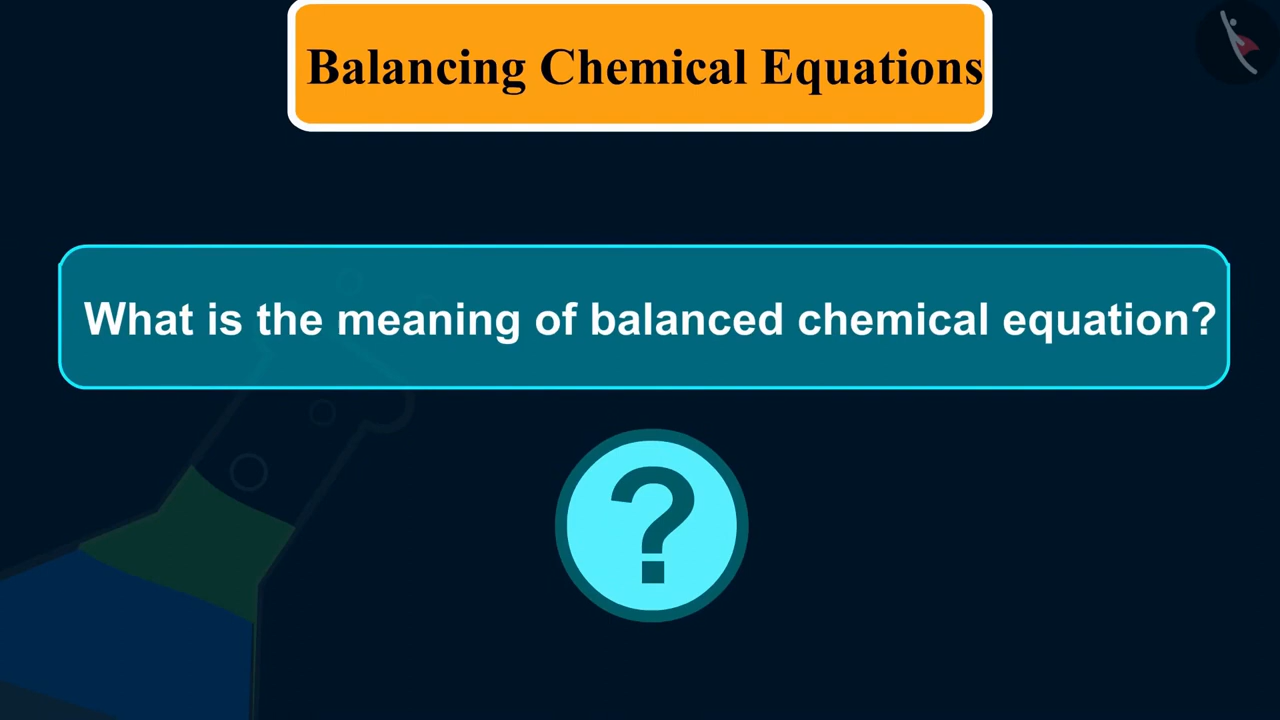 Balancing Chemical Equations
What is the meaning of balanced chemical equation?
?